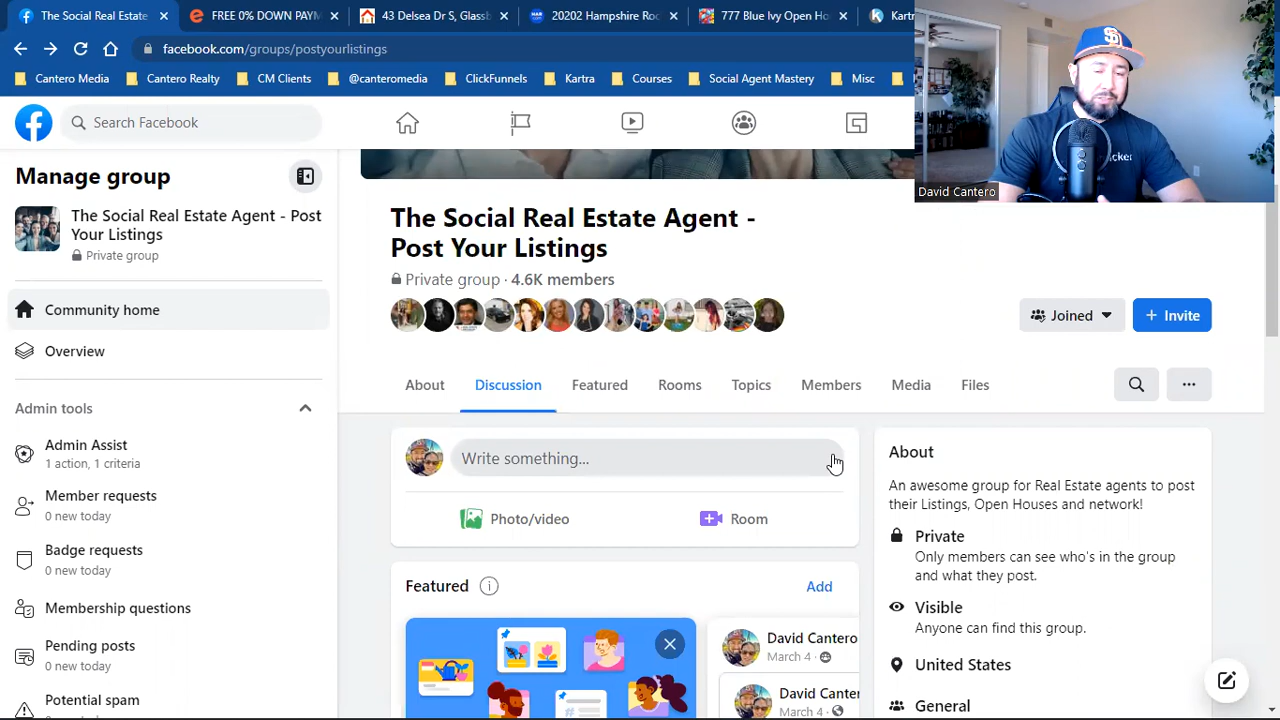 The Social Real Estate
FREE 0% DOWN PAYM
43 Delsea Dr S, Glassb
20202 Hampshire Roc
777 Blue Ivy Open Ho
Kartr
facebook.com/groups/postyourlistings
Cantero Media
Cantero Realty
CM Clients
@canteromedia
ClickFunnels
Kartra
Courses
Social Agent Mastery
Misc
Search Facebook
David Cantero
Manage group
The Social Real Estate Agent - Post
Your Listings
Private group
Community home
Overview
Admin tools
Admin Assist
1 action, 1 criteria
Member requests
0 new today
Badge requests
0 new today
Membership questions
Pending posts
0 new today
Potential spam
The Social Real Estate Agent -
Post Your Listings
Private group · 4.6K members
Joined
+ Invite
About
Discussion
Featured
Rooms
Topics
Members
Media
Files
Write something...
Photo/video
Room
Featured
Add
David Cantero
March 4 ·
David Canter
March 4 ·
About
An awesome group for Real Estate agents to post
their Listings, Open Houses and network!
Private
Only members can see who's in the group
and what they post.
Visible
Anyone can find this group.
United States
General